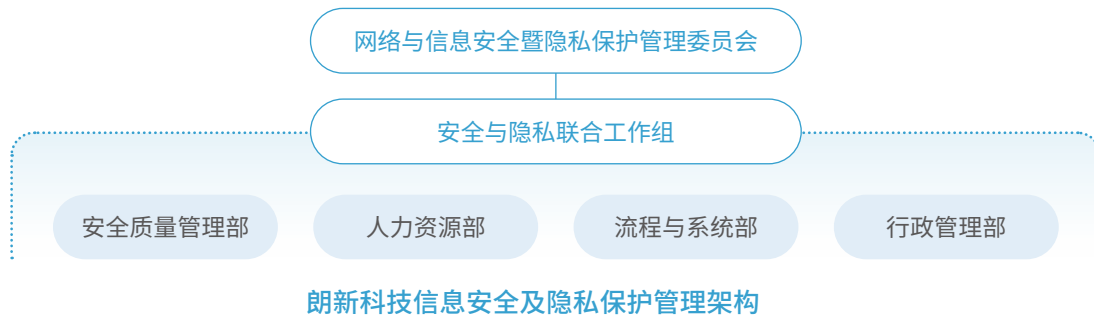 网络与信息安全暨隐私保护管理委员会
安全与隐私联合工作组
安全质量管理部 人力资源部 流程与系统部 行政管理部
朗新科技信息安全及隐私保护管理架构